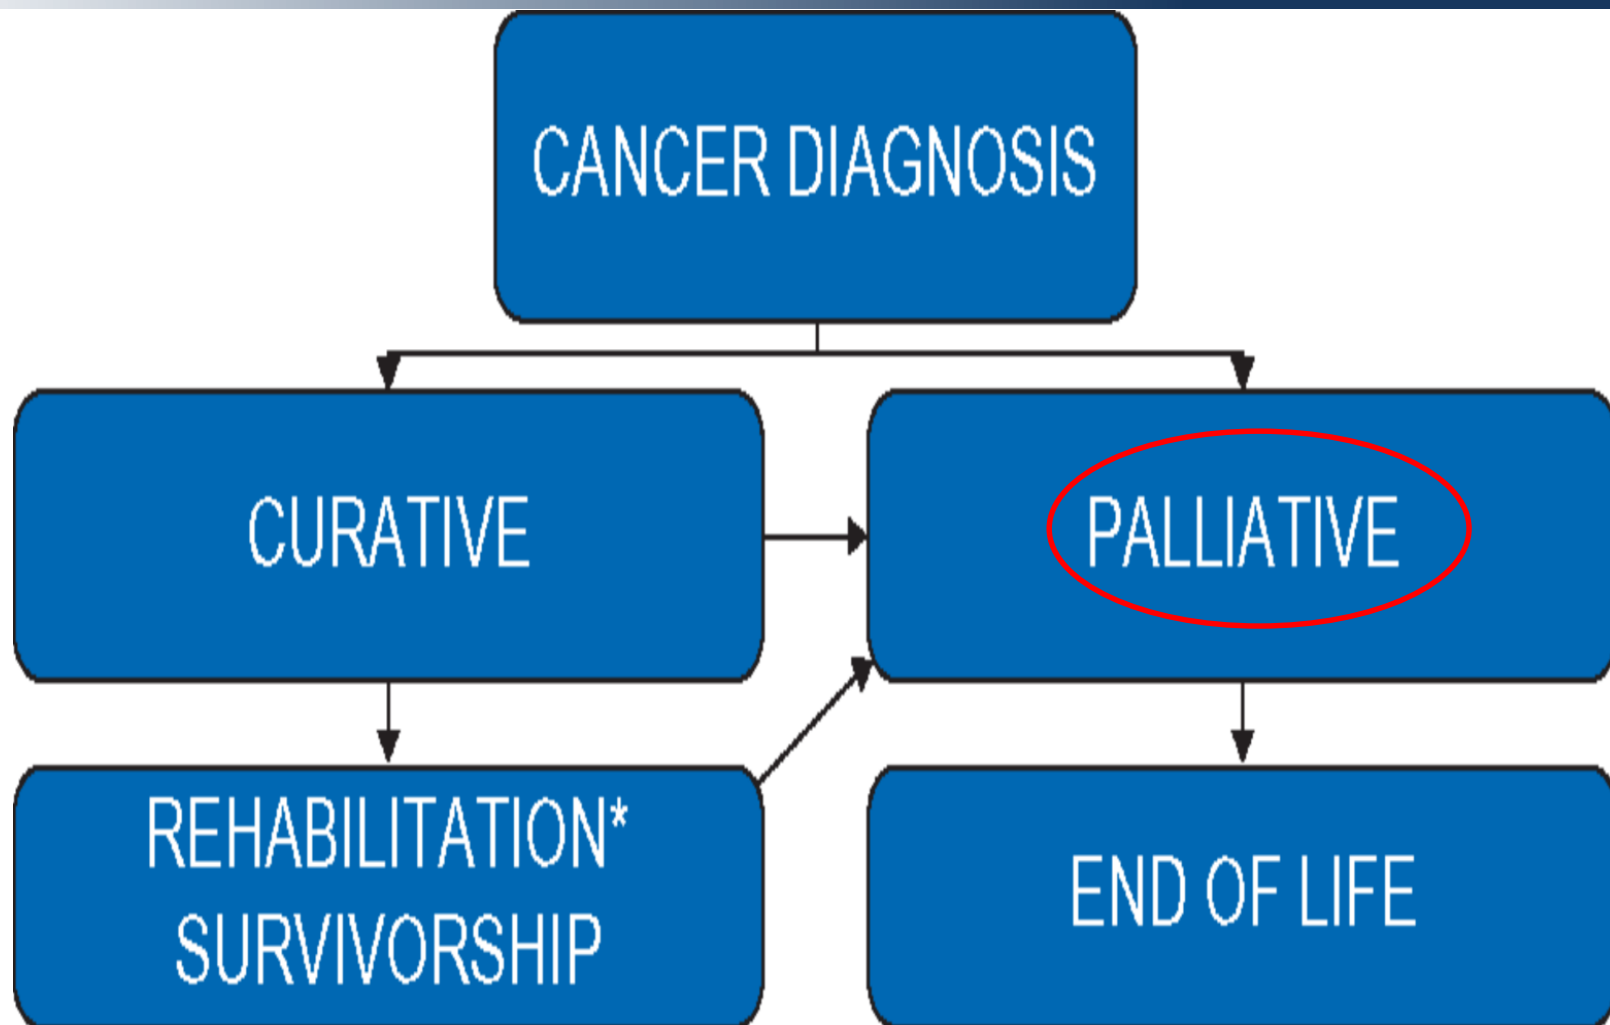 CANCER DIAGNOSIS
CURATIVE
PALLIATIVE
REHABILITATION*
SURVIVORSHIP
END OF LIFE